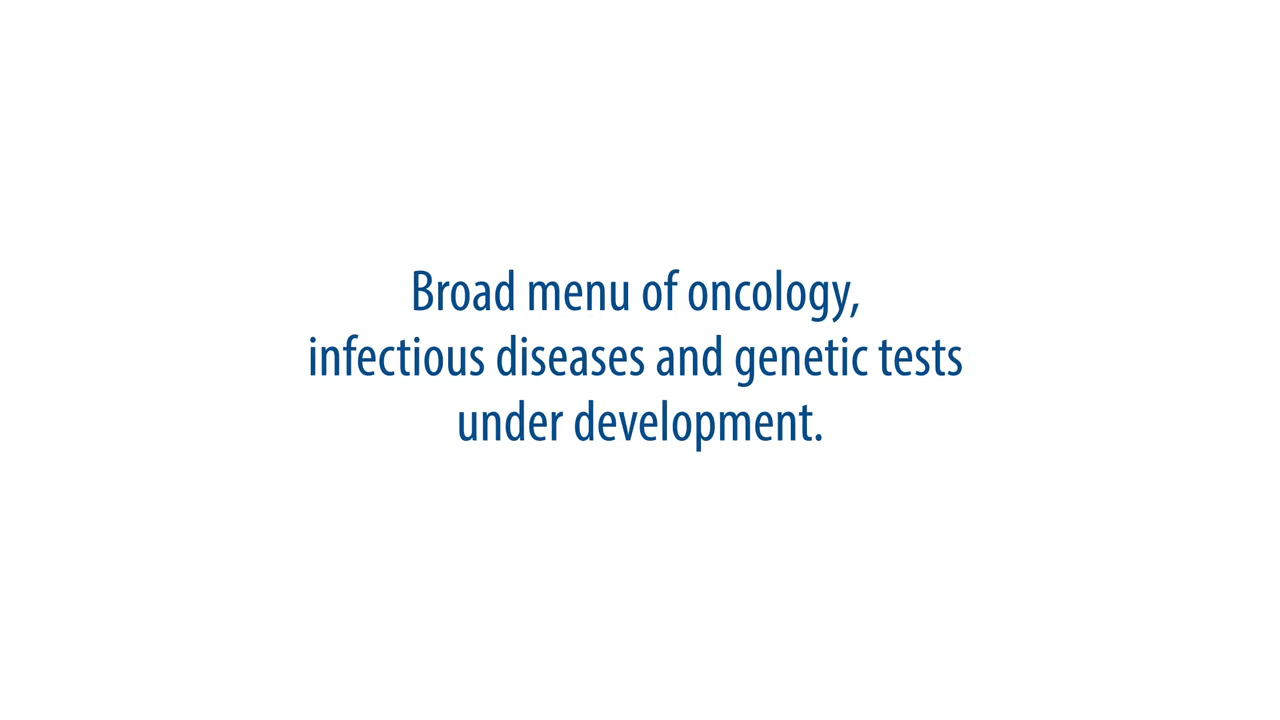 Broad menu of oncology,
infectious diseases and genetic tests
under development.